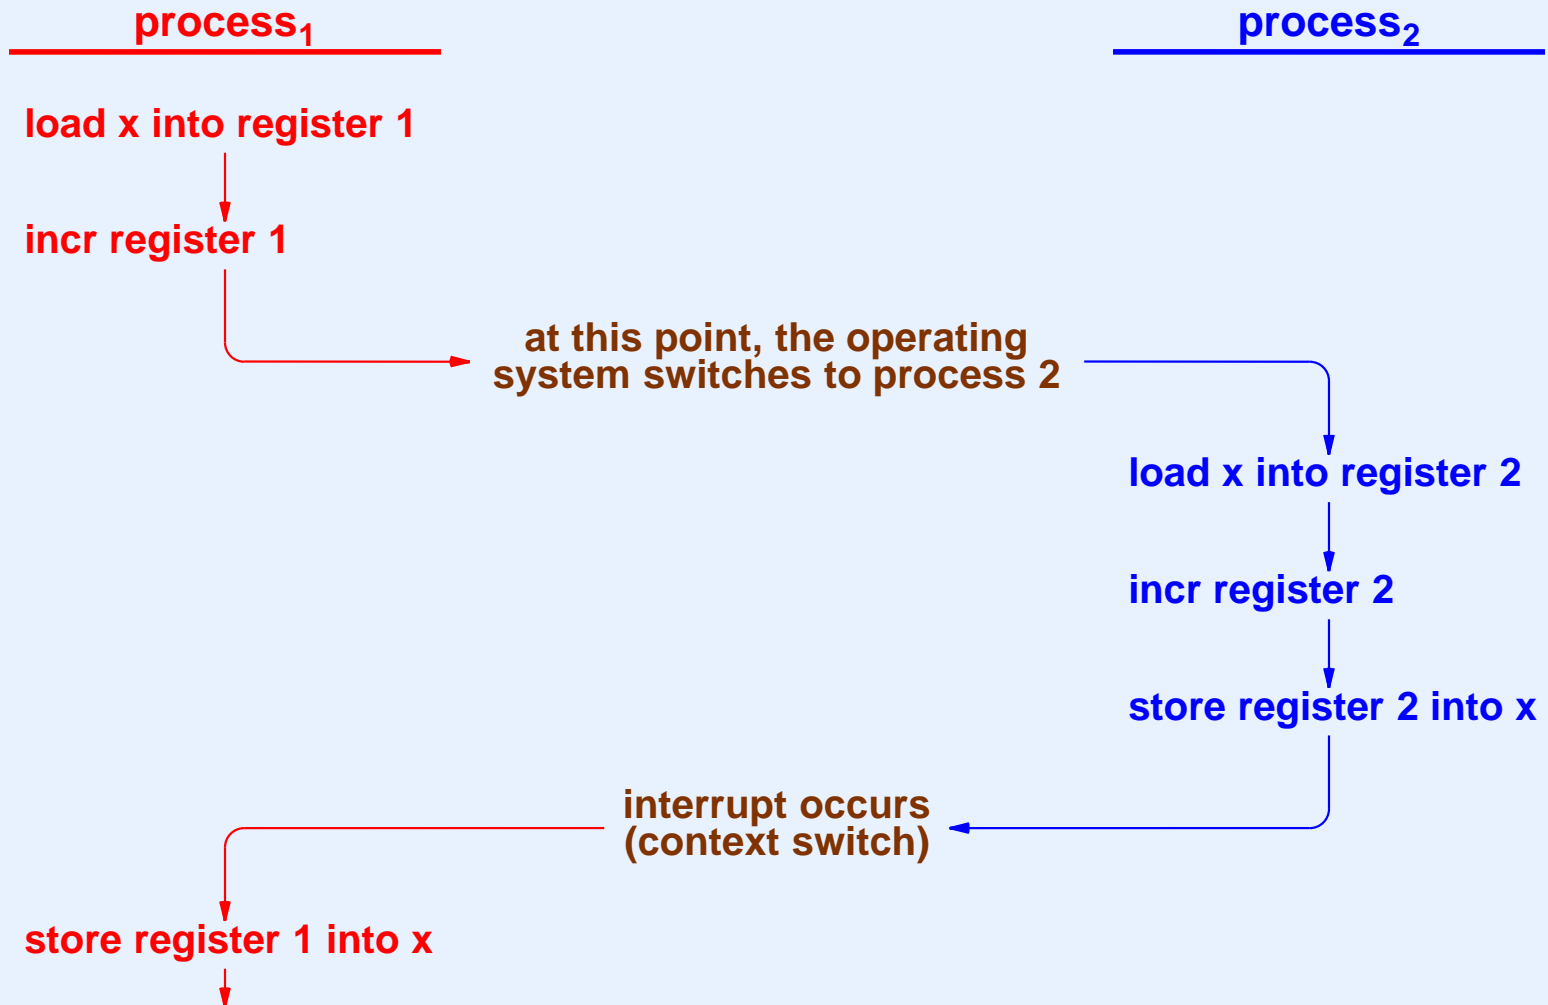 process₁
process₂
load x into register 1
incr register 1
at this point, the operating
system switches to process 2
load x into register 2
incr register 2
store register 2 into x
interrupt occurs
(context switch)
store register 1 into x